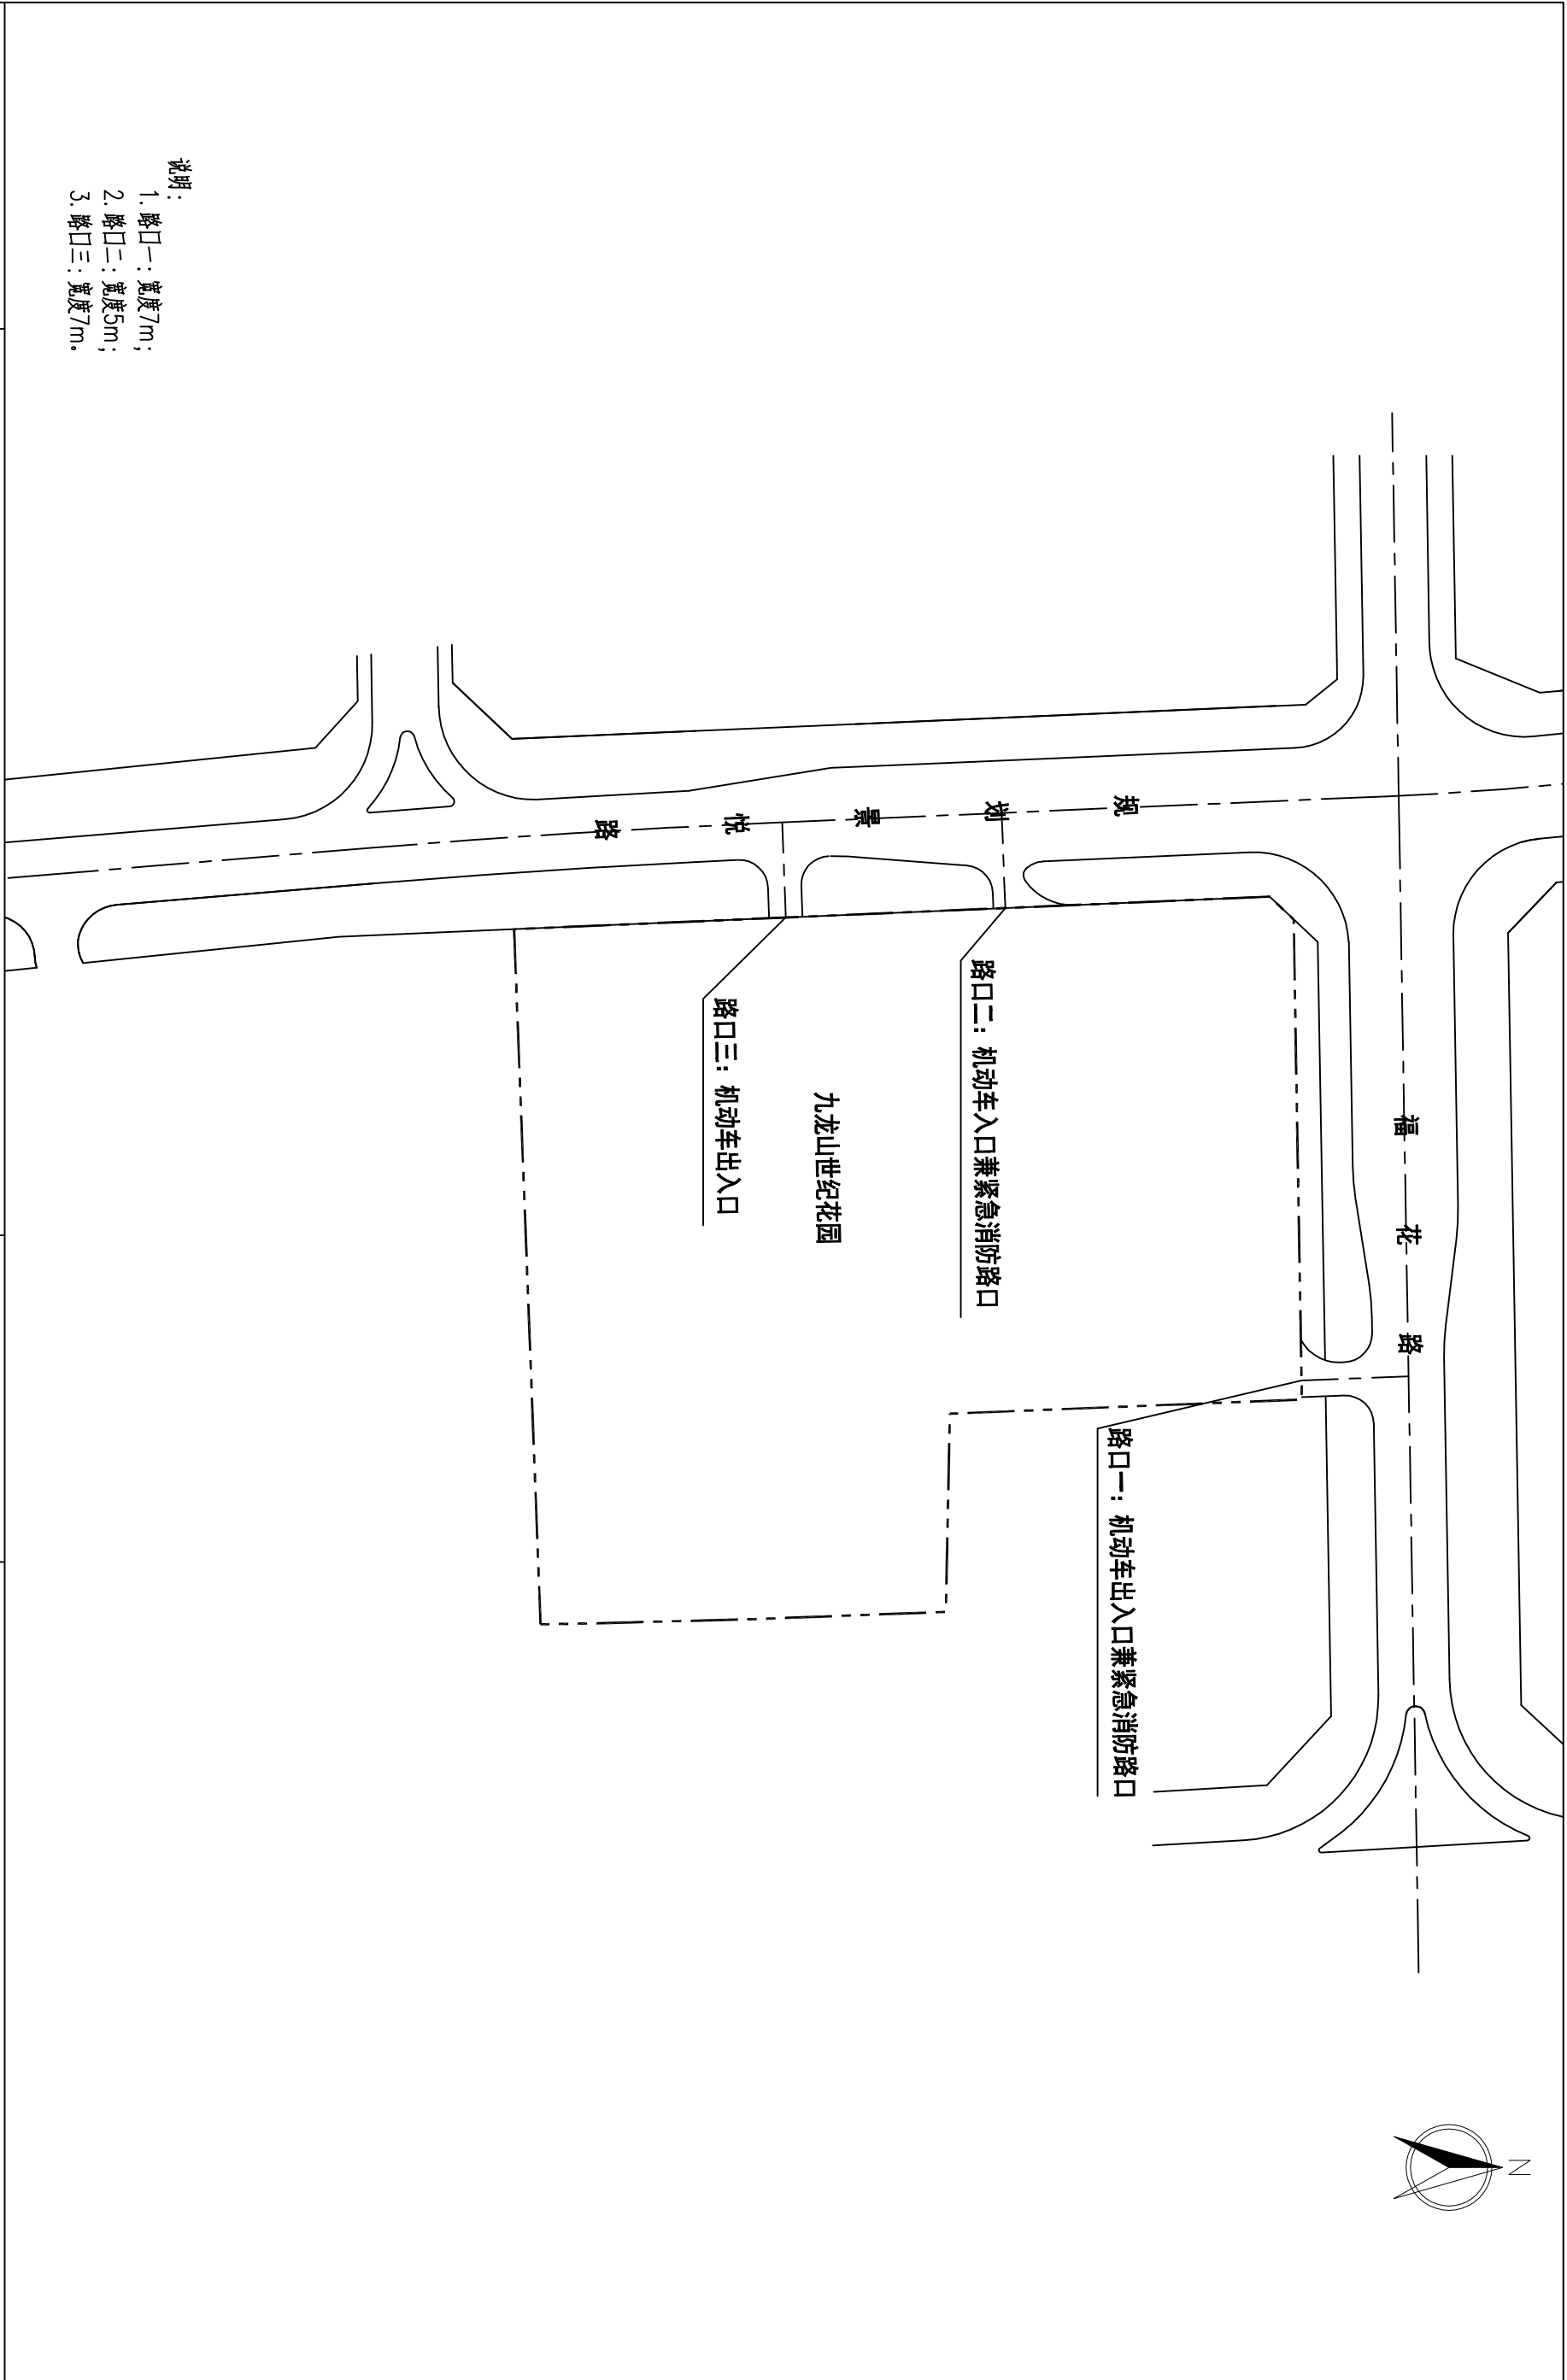 说明：
1. 路口一：宽度7m；
2. 路口二：宽度5m；
3. 路口三：宽度7m。
规划景悦路
福花路
路口二：机动车入口兼紧急消防路口
九龙山世纪花园
路口三：机动车出入口
路口一：机动车出入口兼紧急消防路口
N